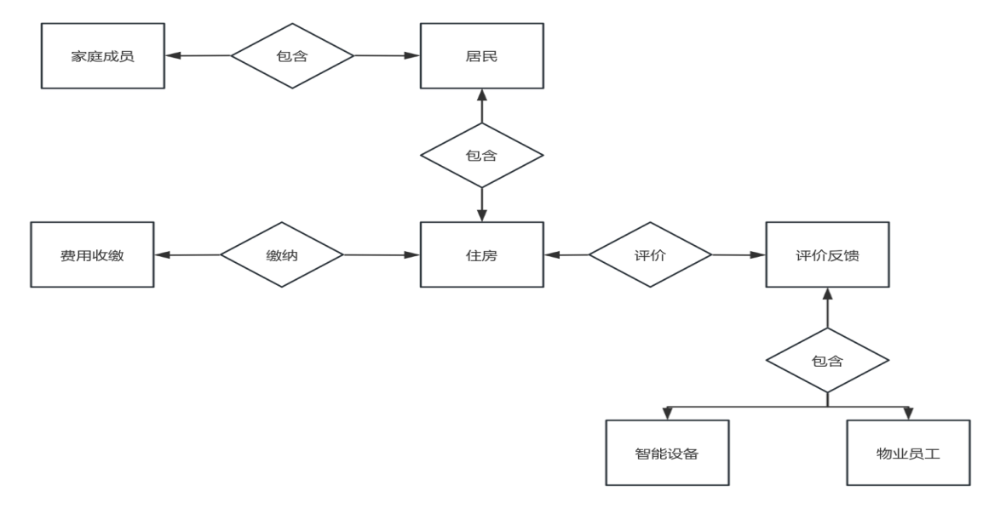 家庭成员
包含
居民
包含
费用收缴
缴纳
住房
评价
评价反馈
包含
智能设备
物业员工